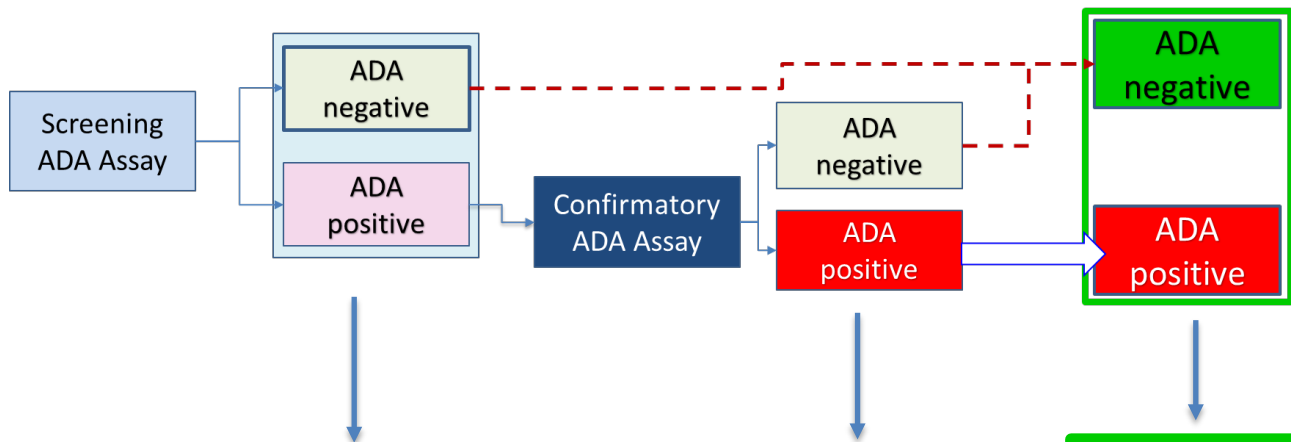 Screening
ADA Assay
ADA
negative
ADA
positive
Confirmatory
ADA Assay
ADA
negative
ADA
positive
ADA
negative
ADA
positive